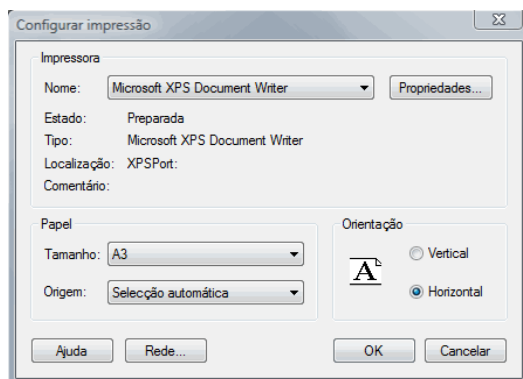 Configurar impressão
Impressora
Nome: Microsoft XPS Document Writer Propriedades...
Estado: Preparada
Tipo: Microsoft XPS Document Writer
Localização: XPSPort:
Comentário:
Papel
Tamanho: A3
Origem: Selecção automática
Orientação
A
Vertical
Horizontal
Ajuda Rede... OK Cancelar